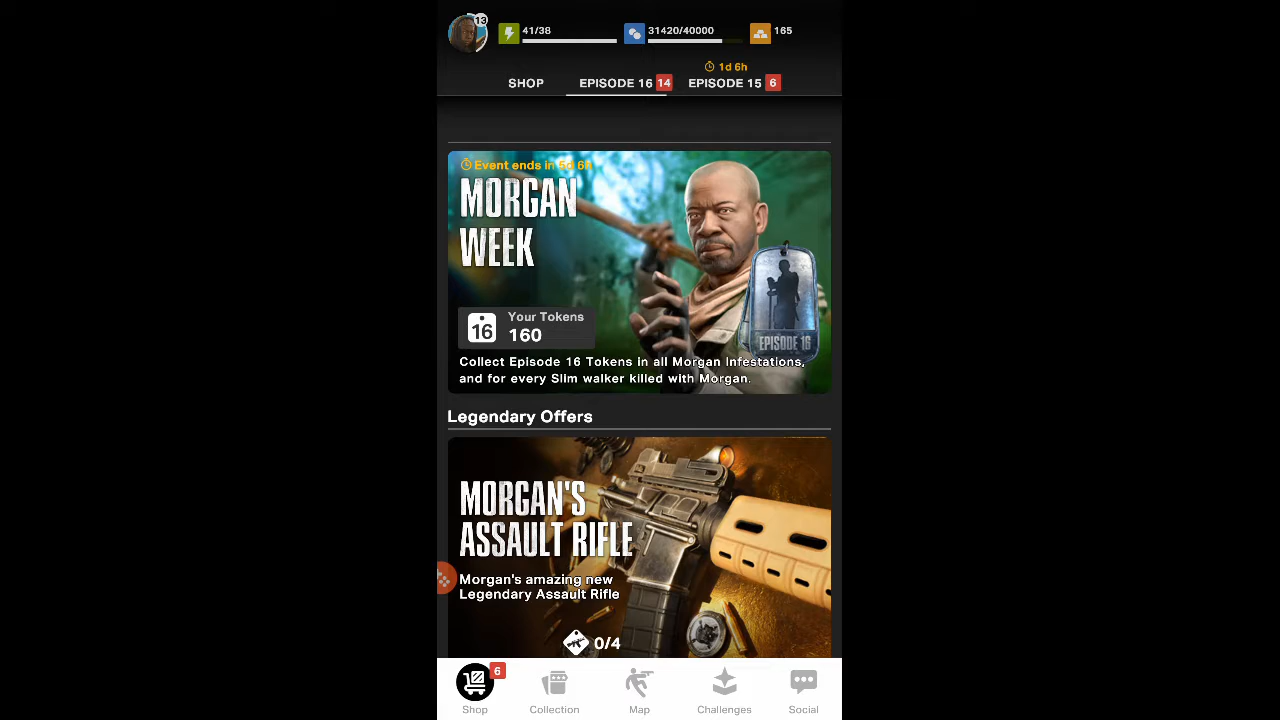 13
41/38
31420/40000
165
1d 6h
SHOP
EPISODE 16 14
EPISODE 15 6
Event ends in 5d 6h
MORGAN
WEEK
16
Your Tokens
160
EPISODE 16
Collect Episode 16 Tokens in all Morgan Infestations,
and for every Slim walker killed with Morgan.
Legendary Offers
MORGAN'S
ASSAULT RIFLE
Morgan's amazing new
Legendary Assault Rifle
0/4
6
Shop
Collection
Map
Challenges
Social